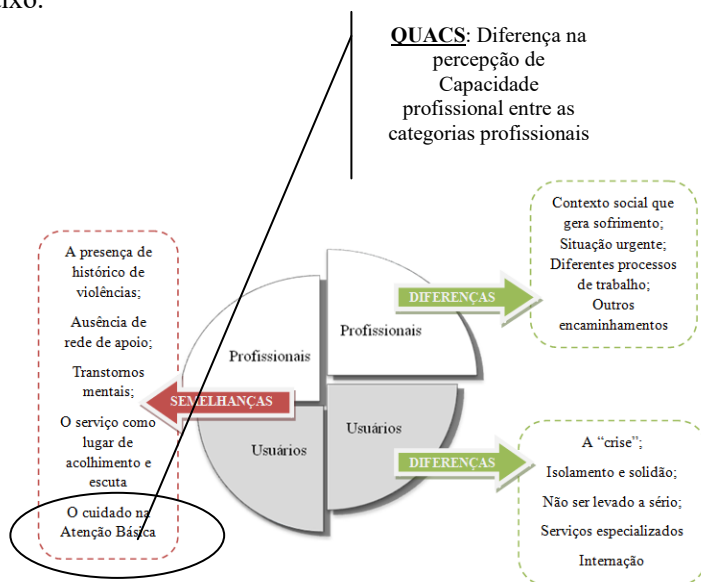 ixo.
QUACS: Diferença na
percepção de
Capacidade
profissional entre as
categorias profissionais
A presença de
histórico de
violências;
Ausência de
rede de apoio;
Transtornos
mentais;
O serviço como
lugar de
acolhimento e
escuta
O cuidado na
Atenção Básica
SEMELHANÇAS
Profissionais
Usuários
Profissionais
Usuários
DIFERENÇAS
Contexto social que
gera sofrimento;
Situação urgente;
Diferentes processos
de trabalho;
Outros
encaminhamentos
DIFERENÇAS
A “crise”;
Isolamento e solidão;
Não ser levado a sério;
Serviços especializados
Internação